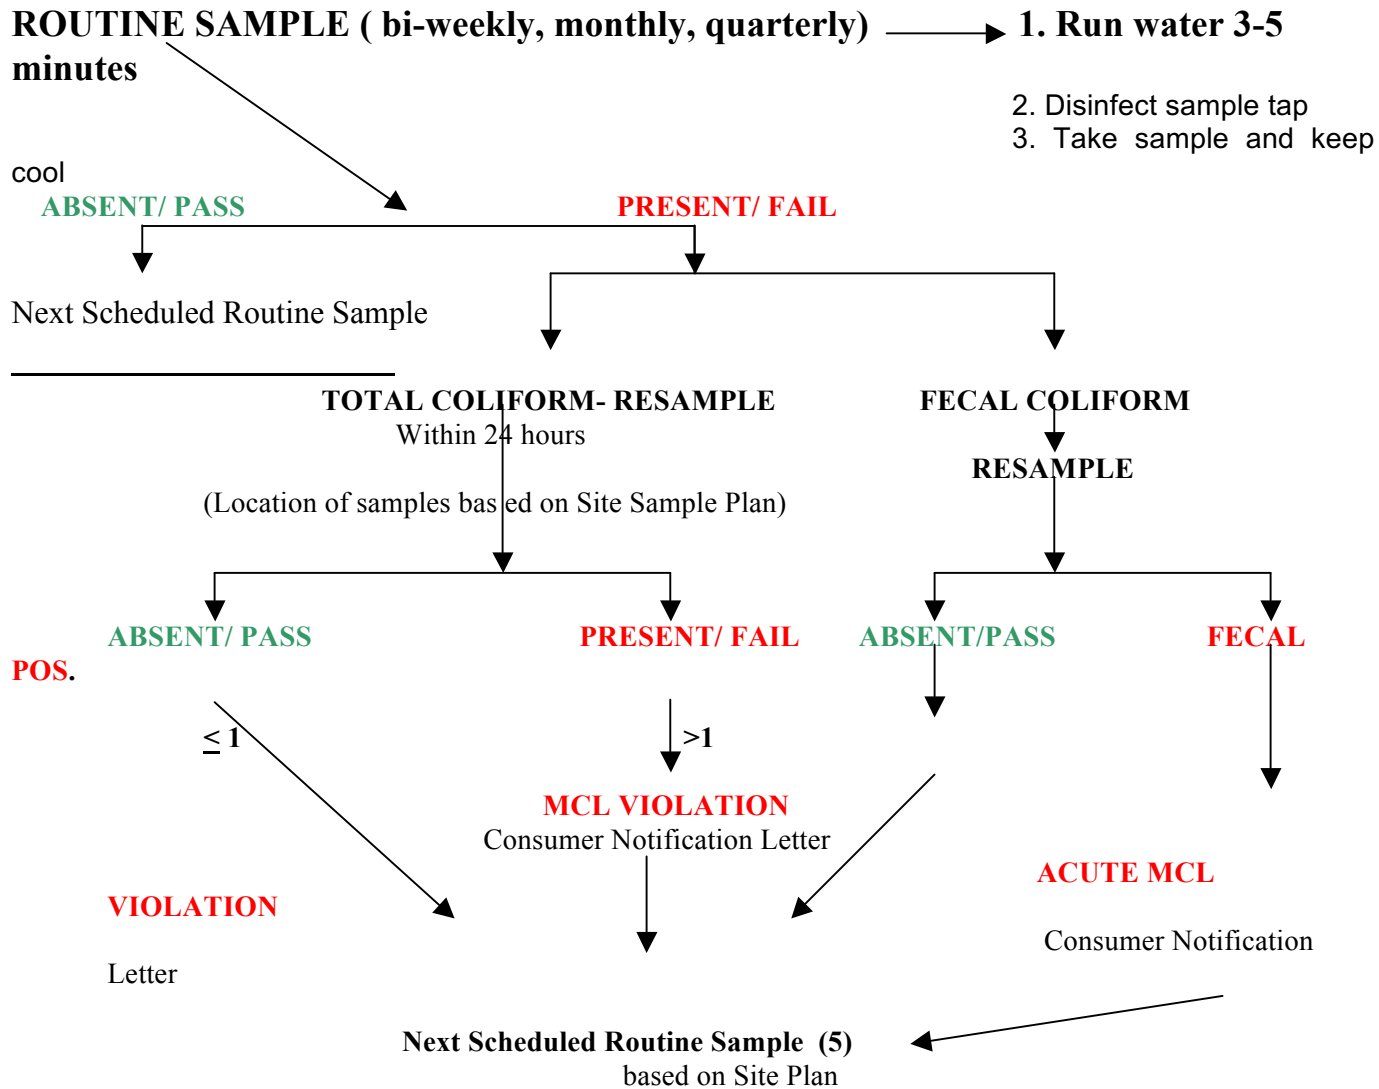 ROUTINE SAMPLE ( bi-weekly, monthly, quarterly) 1. Run water 3-5
minutes
2. Disinfect sample tap
3. Take sample and keep
cool
ABSENT/ PASS PRESENT/ FAIL
Next Scheduled Routine Sample
TOTAL COLIFORM- RESAMPLE FECAL COLIFORM
Within 24 hours
RESAMPLE
(Location of samples based on Site Sample Plan)
ABSENT/ PASS PRESENT/ FAIL ABSENT/PASS FECAL
POS.
≤ 1 >1
MCL VIOLATION
Consumer Notification Letter
ACUTE MCL
VIOLATION
Consumer Notification
Letter
Next Scheduled Routine Sample (5)
based on Site Plan